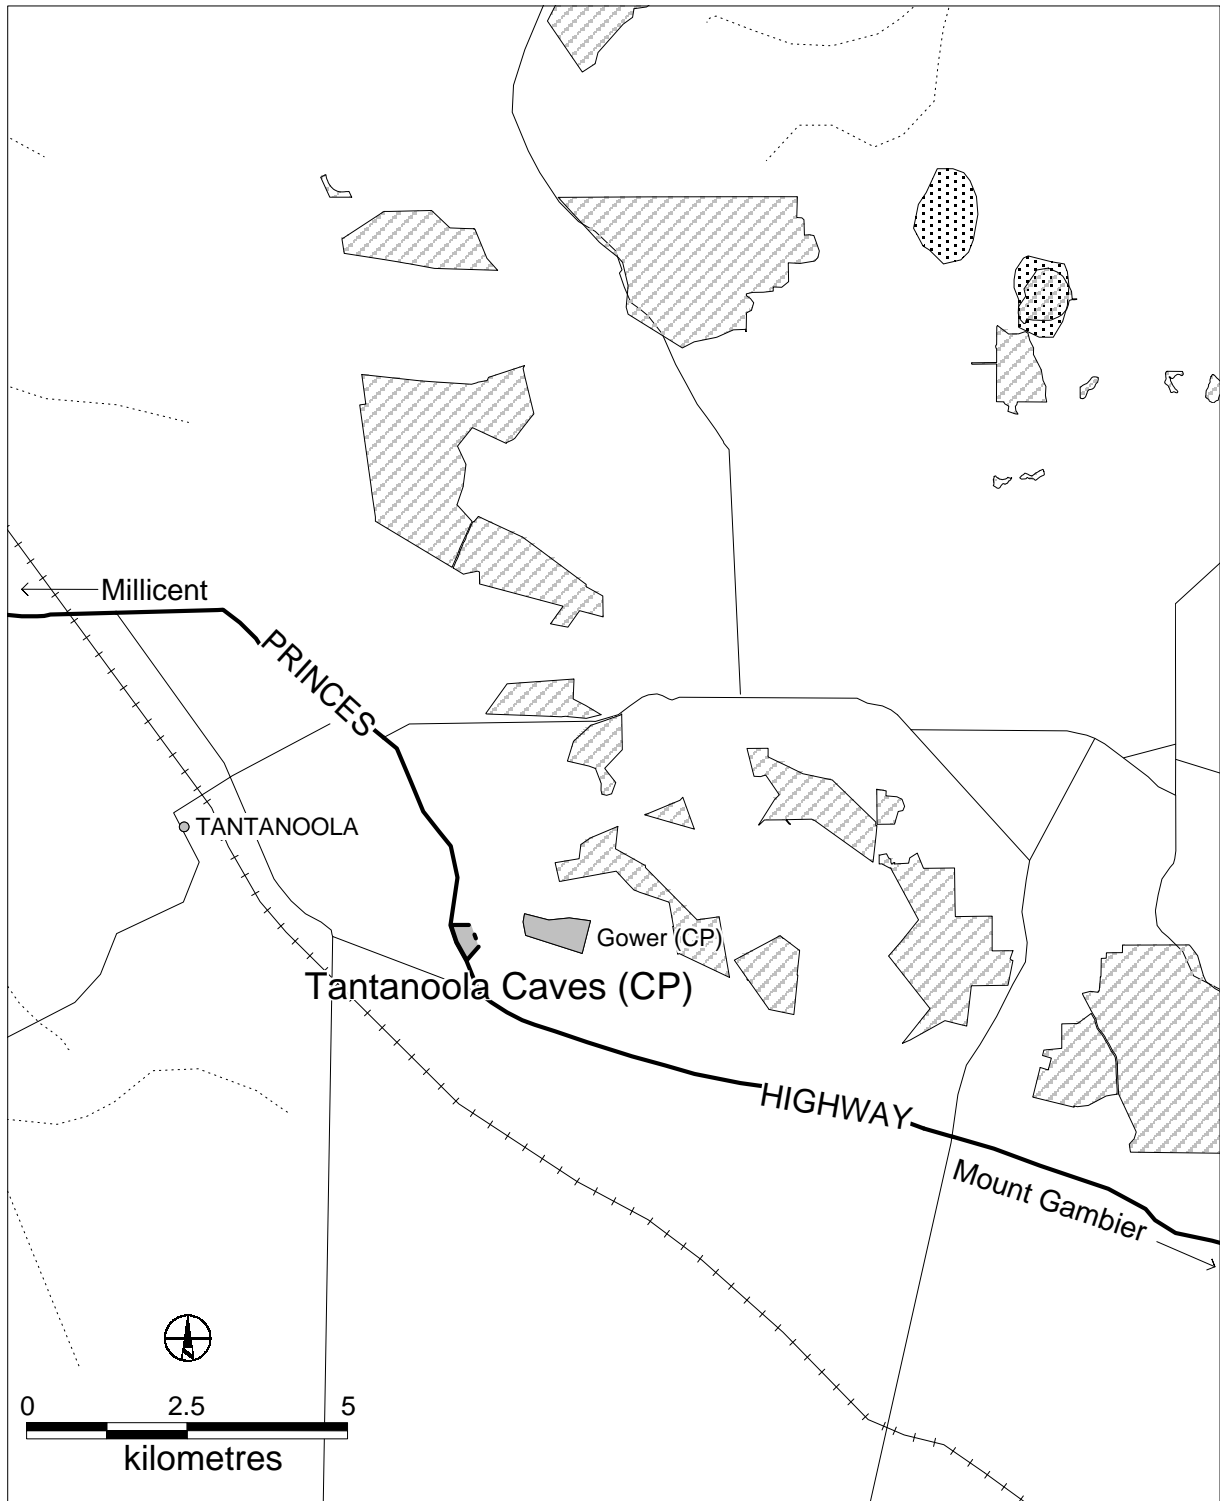 Millicent
PRINCES
TANTANOOLA
Gower (CP)
Tantanoola Caves (CP)
HIGHWAY
Mount Gambier
0 2.5 5
kilometres